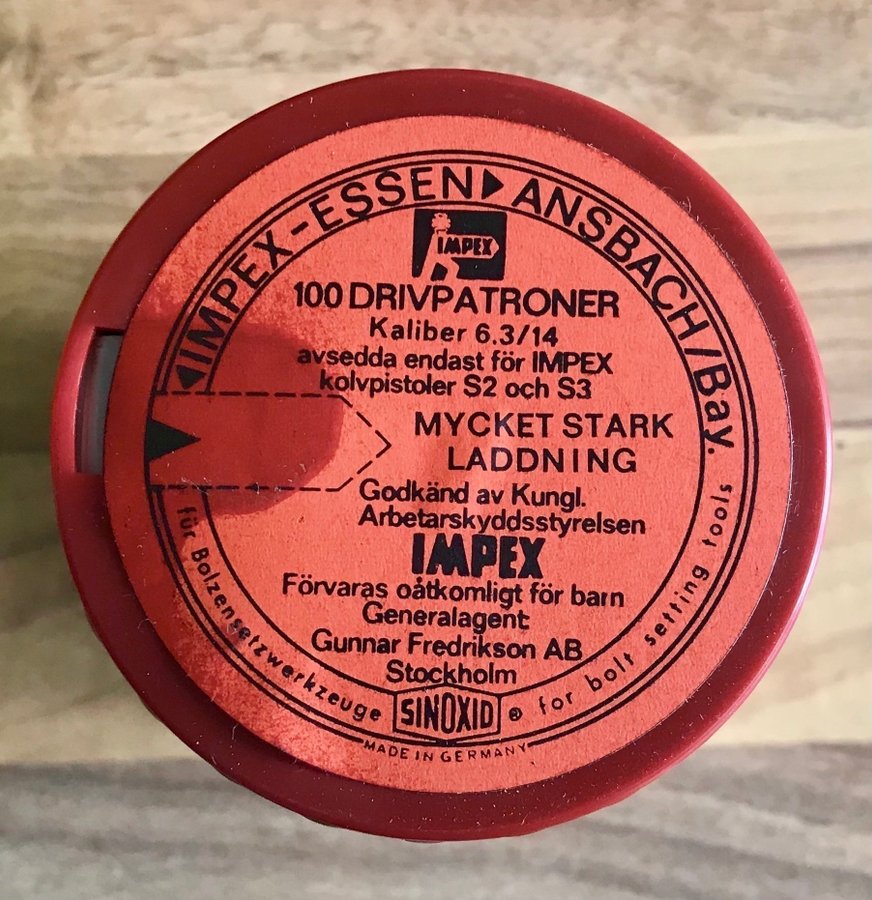 IMPEX-ESSEN ANSBACH/Bay.
IMPEX
100 DRIVPATRONER
Kaliber 6.3/14
avsedda endast för IMPEX
kolvpistoler S2 och S3
MYCKET STARK
LADDNING
Godkänd av Kungl.
Arbetarskyddsstyrelsen
IMPEX
Förvaras oåtkomligt för barn
Generalagent
Gunnar Fredrikson AB
Stockholm
für Bolzensetzwerkzeuge SINOXID ® for bolt setting tools
MADE IN GERMANY